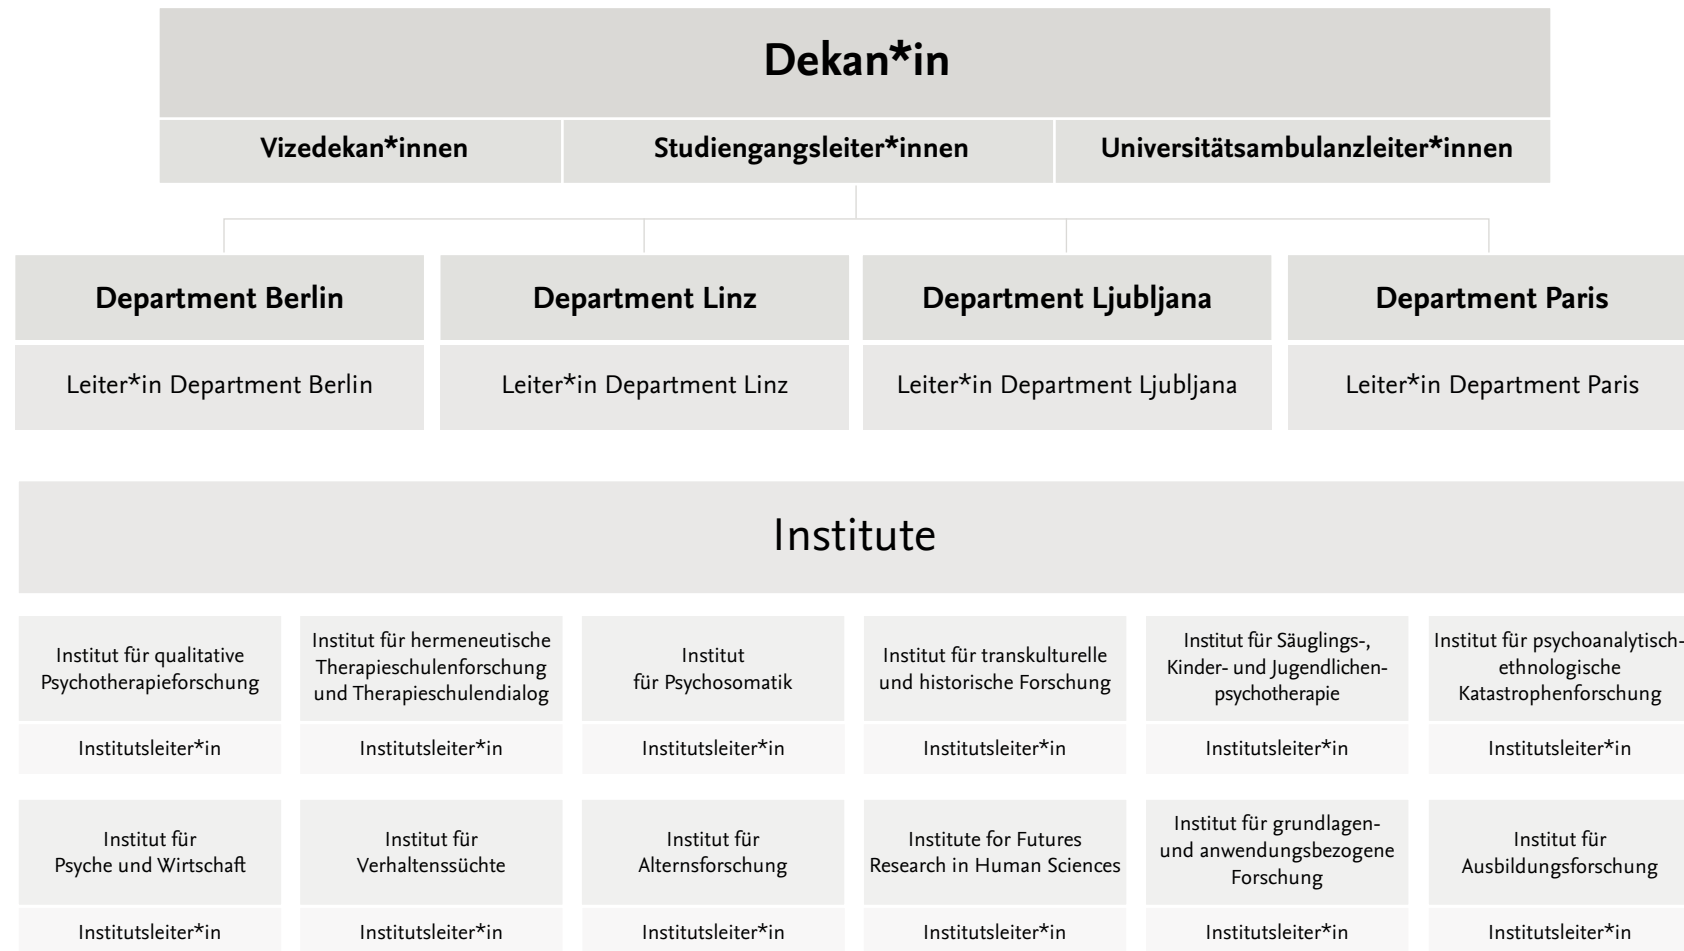 Dekan*in
Vizedekan*innen
Studiengangsleiter*innen
Universitätsambulanzleiter*innen
Department Berlin
Department Linz
Department Ljubljana
Department Paris
Leiter*in Department Berlin
Leiter*in Department Linz
Leiter*in Department Ljubljana
Leiter*in Department Paris
Institute
Institut für qualitative
Psychotherapieforschung
Institut für hermeneutische
Therapieschulenforschung
und Therapieschulendialog
Institut
für Psychosomatik
Institut für transkulturelle
und historische Forschung
Institut für Säuglings-,
Kinder- und Jugendlichen-
psychotherapie
Institut für psychoanalytisch-
ethnologische
Katastrophenforschung
Institutsleiter*in
Institutsleiter*in
Institutsleiter*in
Institutsleiter*in
Institutsleiter*in
Institutsleiter*in
Institut für
Psyche und Wirtschaft
Institut für
Verhaltenssüchte
Institut für
Alternsforschung
Institute for Futures
Research in Human Sciences
Institut für grundlagen-
und anwendungsbezogene
Forschung
Institut für
Ausbildungsforschung
Institutsleiter*in
Institutsleiter*in
Institutsleiter*in
Institutsleiter*in
Institutsleiter*in
Institutsleiter*in